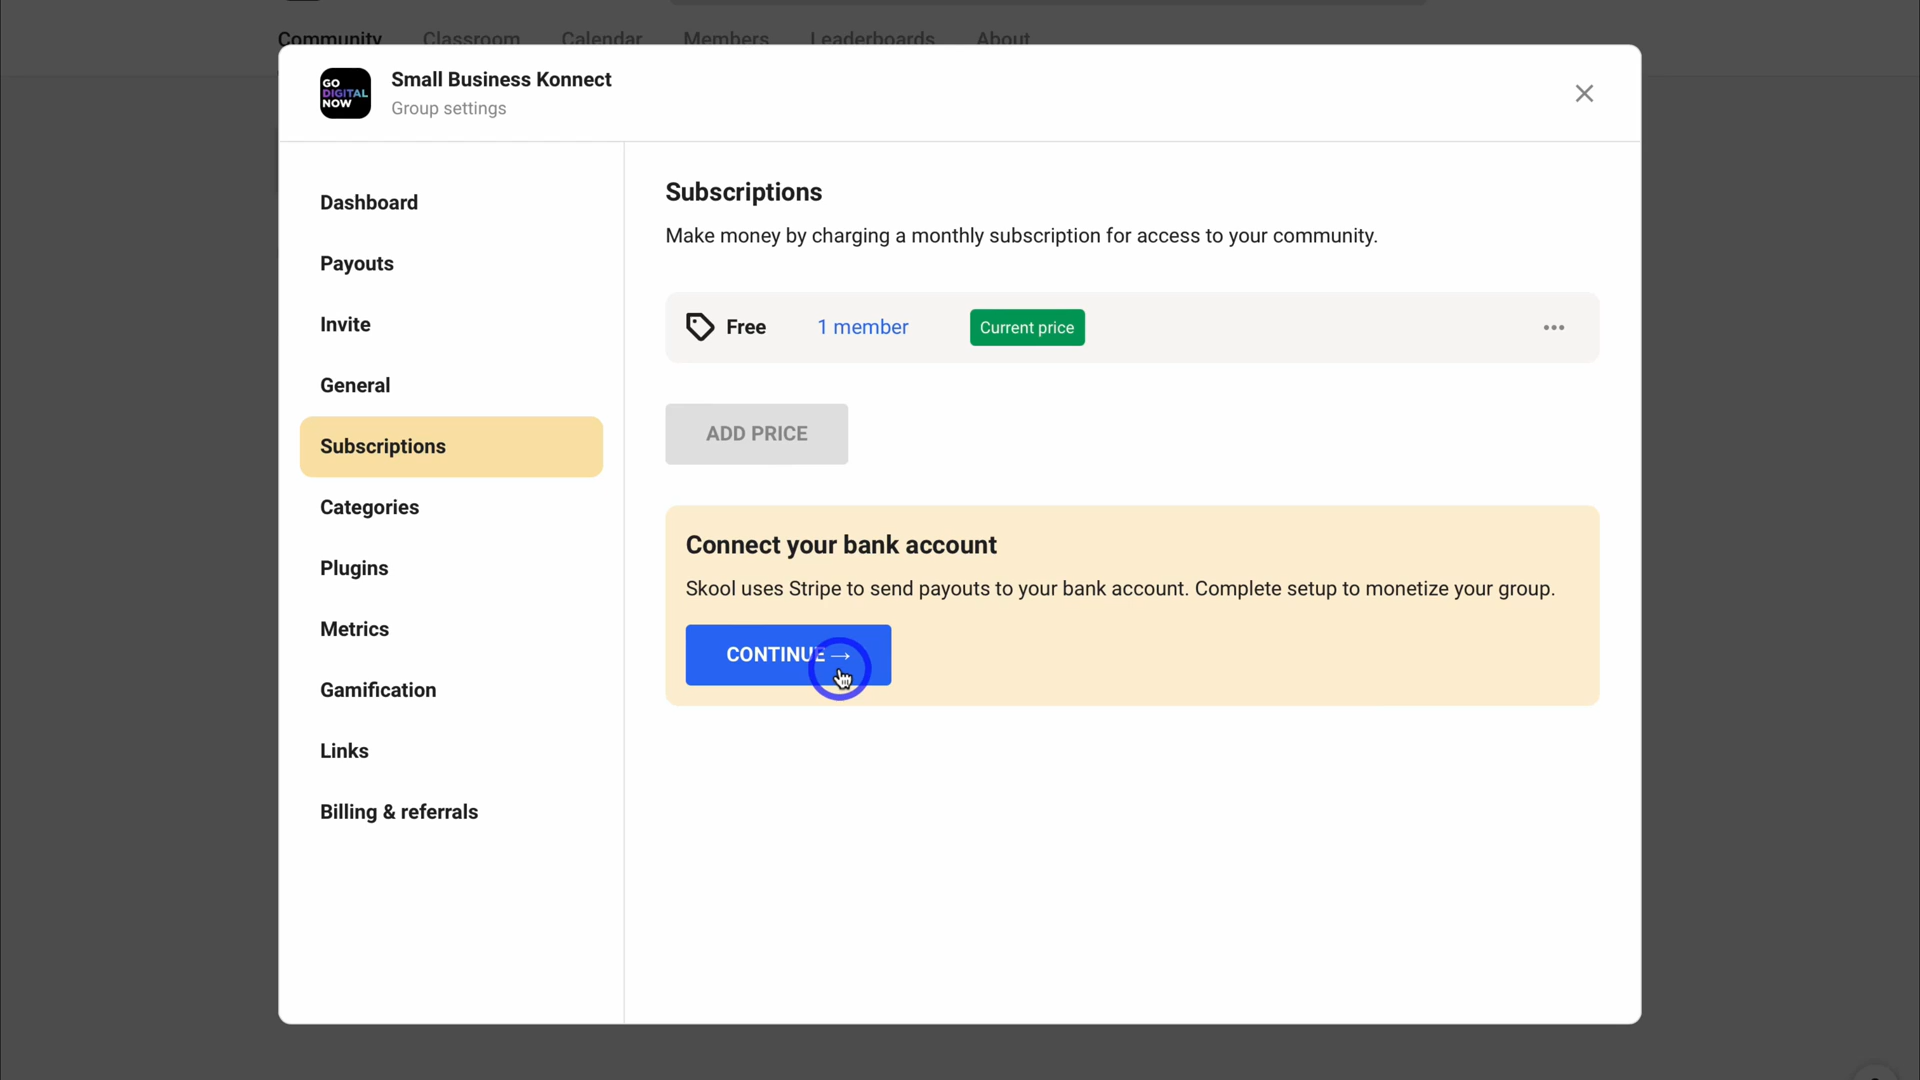 Community Classroom Calendar Members Leaderboards About
GO
DIGITAL
NOW
Small Business Konnect
Group settings
Dashboard
Payouts
Invite
General
Subscriptions
Categories
Plugins
Metrics
Gamification
Links
Billing & referrals
Subscriptions
Make money by charging a monthly subscription for access to your community.
Free 1 member Current price
ADD PRICE
Connect your bank account
Skool uses Stripe to send payouts to your bank account. Complete setup to monetize your group.
CONTINUE →